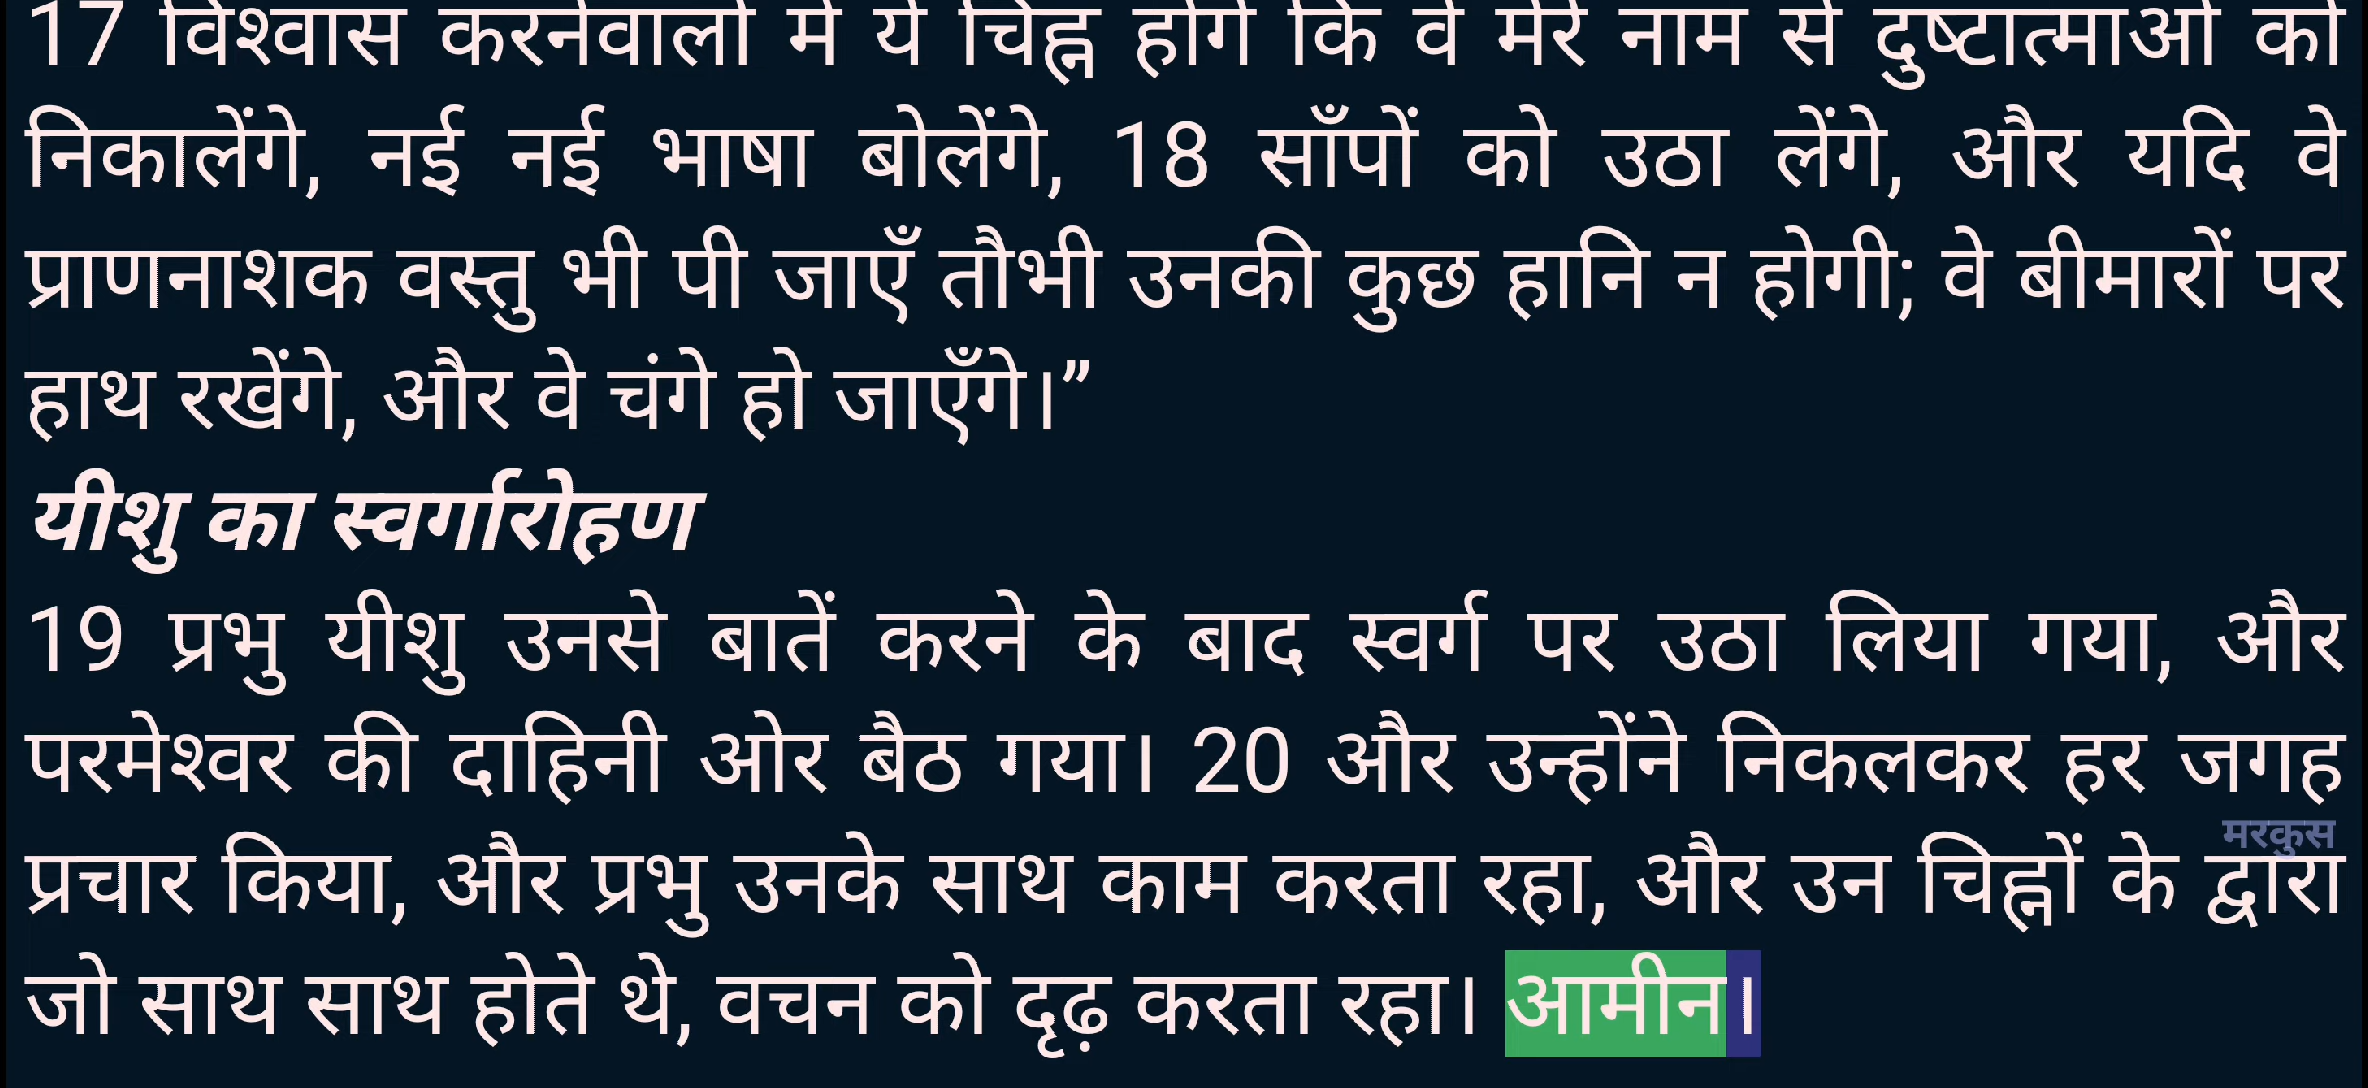 17 विश्वास करनेवालों में ये चिह्न होंगे कि वे मेरे नाम से दुष्टात्माओं को
निकालेंगे, नई नई भाषा बोलेंगे, 18 साँपों को उठा लेंगे, और यदि वे
प्राणनाशक वस्तु भी पी जाएँ तौभी उनकी कुछ हानि न होगी; वे बीमारों पर
हाथ रखेंगे, और वे चंगे हो जाएँगे।”
यीशु का स्वर्गारोहण
19 प्रभु यीशु उनसे बातें करने के बाद स्वर्ग पर उठा लिया गया, और
परमेश्वर की दाहिनी ओर बैठ गया। 20 और उन्होंने निकलकर हर जगह
मरकुस
प्रचार किया, और प्रभु उनके साथ काम करता रहा, और उन चिह्नों के द्वारा
जो साथ साथ होते थे, वचन को दृढ़ करता रहा। आमीन।